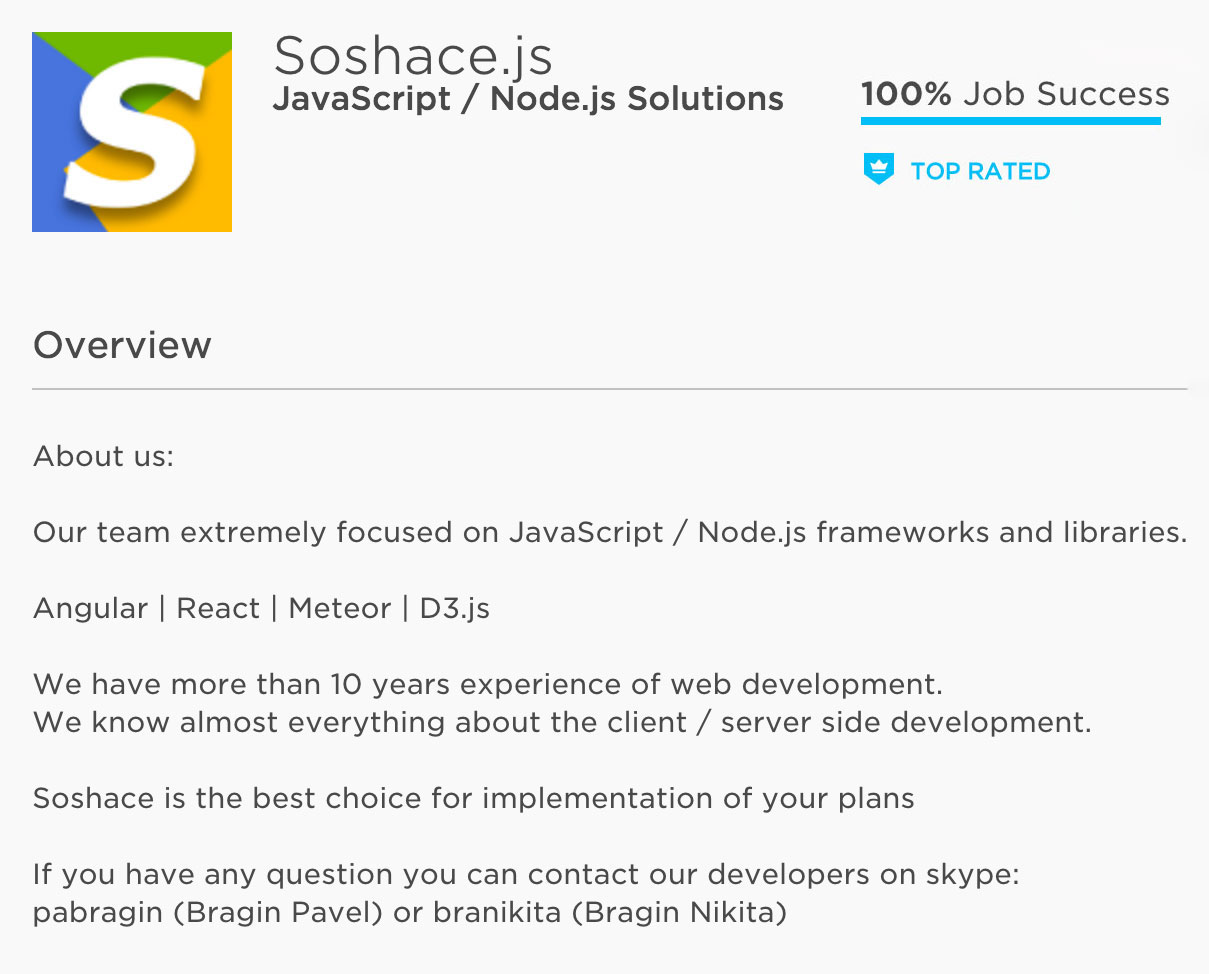 S
Soshace.js
JavaScript / Node.js Solutions
100% Job Success
TOP RATED
Overview
About us:
Our team extremely focused on JavaScript / Node.js frameworks and libraries.
Angular | React | Meteor | D3.js
We have more than 10 years experience of web development.
We know almost everything about the client / server side development.
Soshace is the best choice for implementation of your plans
If you have any question you can contact our developers on skype:
pabragin (Bragin Pavel) or branikita (Bragin Nikita)